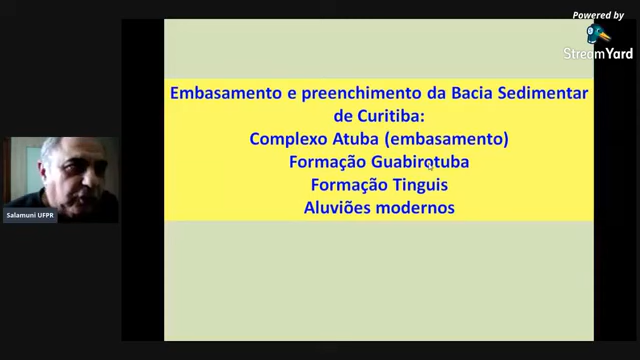 Powered by
StreamYard
Embasamento e preenchimento da Bacia Sedimentar
de Curitiba:
Complexo Atuba (embasamento)
Formação Guabirotuba
Formação Tinguis
Aluviões modernos
Salamuni UFPR